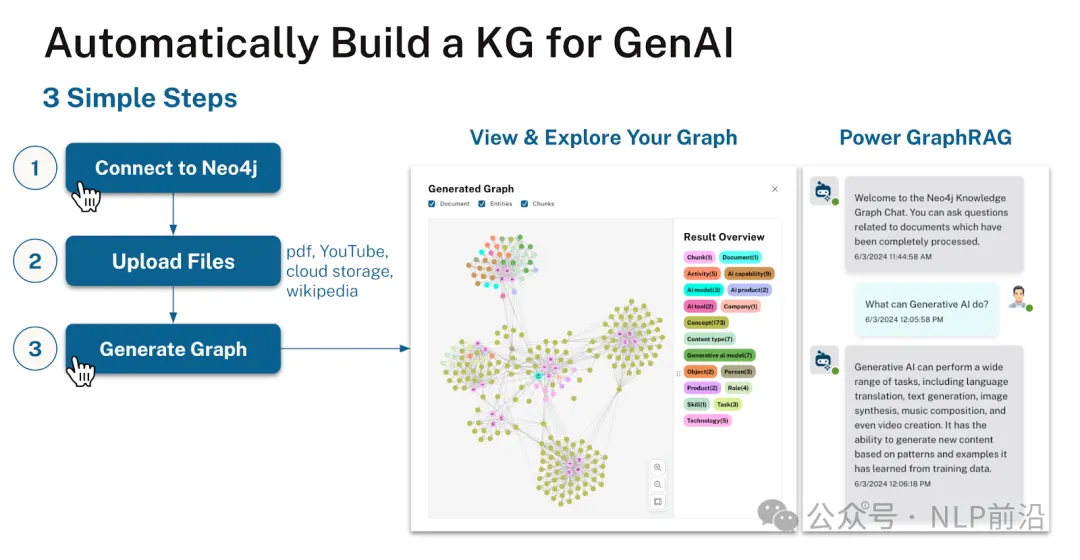 Automatically Build a KG for GenAI
3 Simple Steps
1
Connect to Neo4j
2
Upload Files
pdf, YouTube,
cloud storage,
wikipedia
3
Generate Graph
View & Explore Your Graph
Generated Graph
Document Entities Chunks
Result Overview
Chunk(1) Document(1)
Activity(5) Ai capability(9)
Ai model(3) Ai product(2)
Ai tool(2) Company(1)
Concept(173)
Content type(7)
Generative ai model(7)
Object(2) Person(3)
Product(2) Role(4)
Skill(1) Task(3)
Technology(5)
Power GraphRAG
Welcome to the Neo4j Knowledge
Graph Chat. You can ask questions
related to documents which have
been completely processed.
6/3/2024 11:44:58 AM
What can Generative AI do?
6/3/2024 12:05:58 PM
Generative AI can perform a wide
range of tasks, including language
translation, text generation, image
synthesis, music composition, and
even video creation. It has the
ability to generate new content
based on patterns and examples it
has learned from training data.
6/3/2024 12:06:18 PM
公众号 · NLP前沿